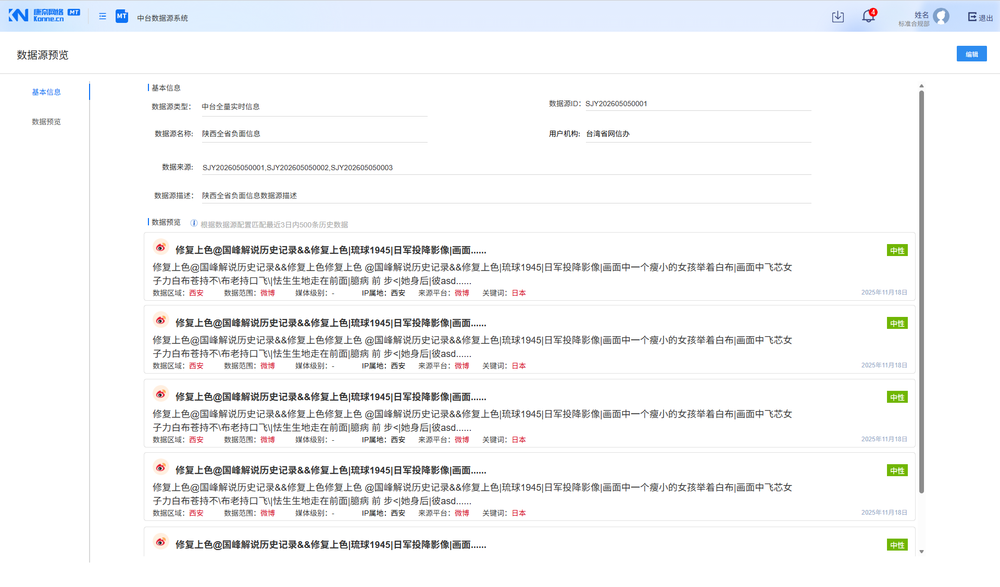 KN 康奈网络 MT
Konne.cn
MT 中台数据源系统
4
姓名
标准合规部
退出
数据源预览
编辑
基本信息
数据预览
基本信息
数据源类型： 中台全量实时信息
数据源ID： SJY202605050001
数据源名称: 陕西全省负面信息
用户机构: 台湾省网信办
数据来源: SJY202605050001,SJY202605050002,SJY202605050003
数据源描述： 陕西全省负面信息数据源描述
数据预览 根据数据源配置匹配最近3日内500条历史数据
修复上色@国峰解说历史记录&&修复上色|琉球1945|日军投降影像|画面......
中性
修复上色@国峰解说历史记录&&修复上色修复上色 @国峰解说历史记录&&修复上色|琉球1945|日军投降影像|画面中一个瘦小的女孩举着白布|画面中飞芯女
子力白布苍持不\布老持口飞\|怯生生地走在前面|臆病 前 步<|她身后|彼asd......
数据区域：西安 数据范围：微博 媒体级别：- IP属地：西安 来源平台：微博 关键词：日本
2025年11月18日
修复上色@国峰解说历史记录&&修复上色|琉球1945|日军投降影像|画面......
中性
修复上色@国峰解说历史记录&&修复上色修复上色 @国峰解说历史记录&&修复上色|琉球1945|日军投降影像|画面中一个瘦小的女孩举着白布|画面中飞芯女
子力白布苍持不\布老持口飞\|怯生生地走在前面|臆病 前 步<|她身后|彼asd......
数据区域：西安 数据范围：微博 媒体级别：- IP属地：西安 来源平台：微博 关键词：日本
2025年11月18日
修复上色@国峰解说历史记录&&修复上色|琉球1945|日军投降影像|画面......
中性
修复上色@国峰解说历史记录&&修复上色修复上色 @国峰解说历史记录&&修复上色|琉球1945|日军投降影像|画面中一个瘦小的女孩举着白布|画面中飞芯女
子力白布苍持不\布老持口飞\|怯生生地走在前面|臆病 前 步<|她身后|彼asd......
数据区域：西安 数据范围：微博 媒体级别：- IP属地：西安 来源平台：微博 关键词：日本
2025年11月18日
修复上色@国峰解说历史记录&&修复上色|琉球1945|日军投降影像|画面......
中性
修复上色@国峰解说历史记录&&修复上色修复上色 @国峰解说历史记录&&修复上色|琉球1945|日军投降影像|画面中一个瘦小的女孩举着白布|画面中飞芯女
子力白布苍持不\布老持口飞\|怯生生地走在前面|臆病 前 步<|她身后|彼asd......
数据区域：西安 数据范围：微博 媒体级别：- IP属地：西安 来源平台：微博 关键词：日本
2025年11月18日
修复上色@国峰解说历史记录&&修复上色|琉球1945|日军投降影像|画面......
中性